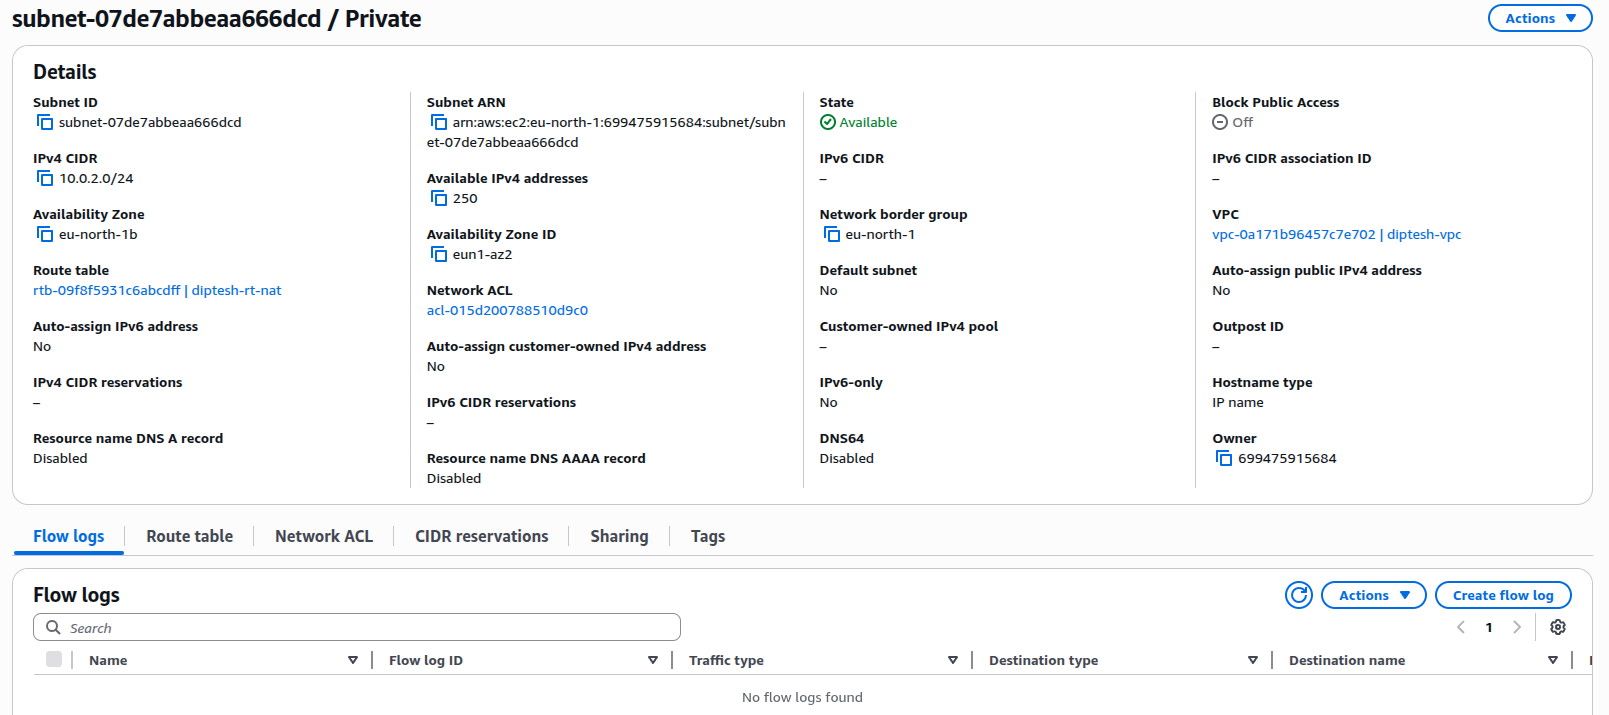 subnet-07de7abbeaa666dcd / Private
Actions
Details
Subnet ID
subnet-07de7abbeaa666dcd
IPv4 CIDR
10.0.2.0/24
Availability Zone
eu-north-1b
Route table
rtb-09f8f5931c6abcdff | diptesh-rt-nat
Auto-assign IPv6 address
No
IPv4 CIDR reservations
–
Resource name DNS A record
Disabled
Subnet ARN
arn:aws:ec2:eu-north-1:699475915684:subnet/subn
et-07de7abbeaa666dcd
Available IPv4 addresses
250
Availability Zone ID
eun1-az2
Network ACL
acl-015d200788510d9c0
Auto-assign customer-owned IPv4 address
No
IPv6 CIDR reservations
–
Resource name DNS AAAA record
Disabled
State
Available
IPv6 CIDR
–
Network border group
eu-north-1
Default subnet
No
Customer-owned IPv4 pool
–
IPv6-only
No
DNS64
Disabled
Block Public Access
Off
IPv6 CIDR association ID
–
VPC
vpc-0a171b96457c7e702 | diptesh-vpc
Auto-assign public IPv4 address
No
Outpost ID
–
Hostname type
IP name
Owner
699475915684
Flow logs
Route table
Network ACL
CIDR reservations
Sharing
Tags
Flow logs
Actions
Create flow log
Search
1
Name
Flow log ID
Traffic type
Destination type
Destination name
No flow logs found